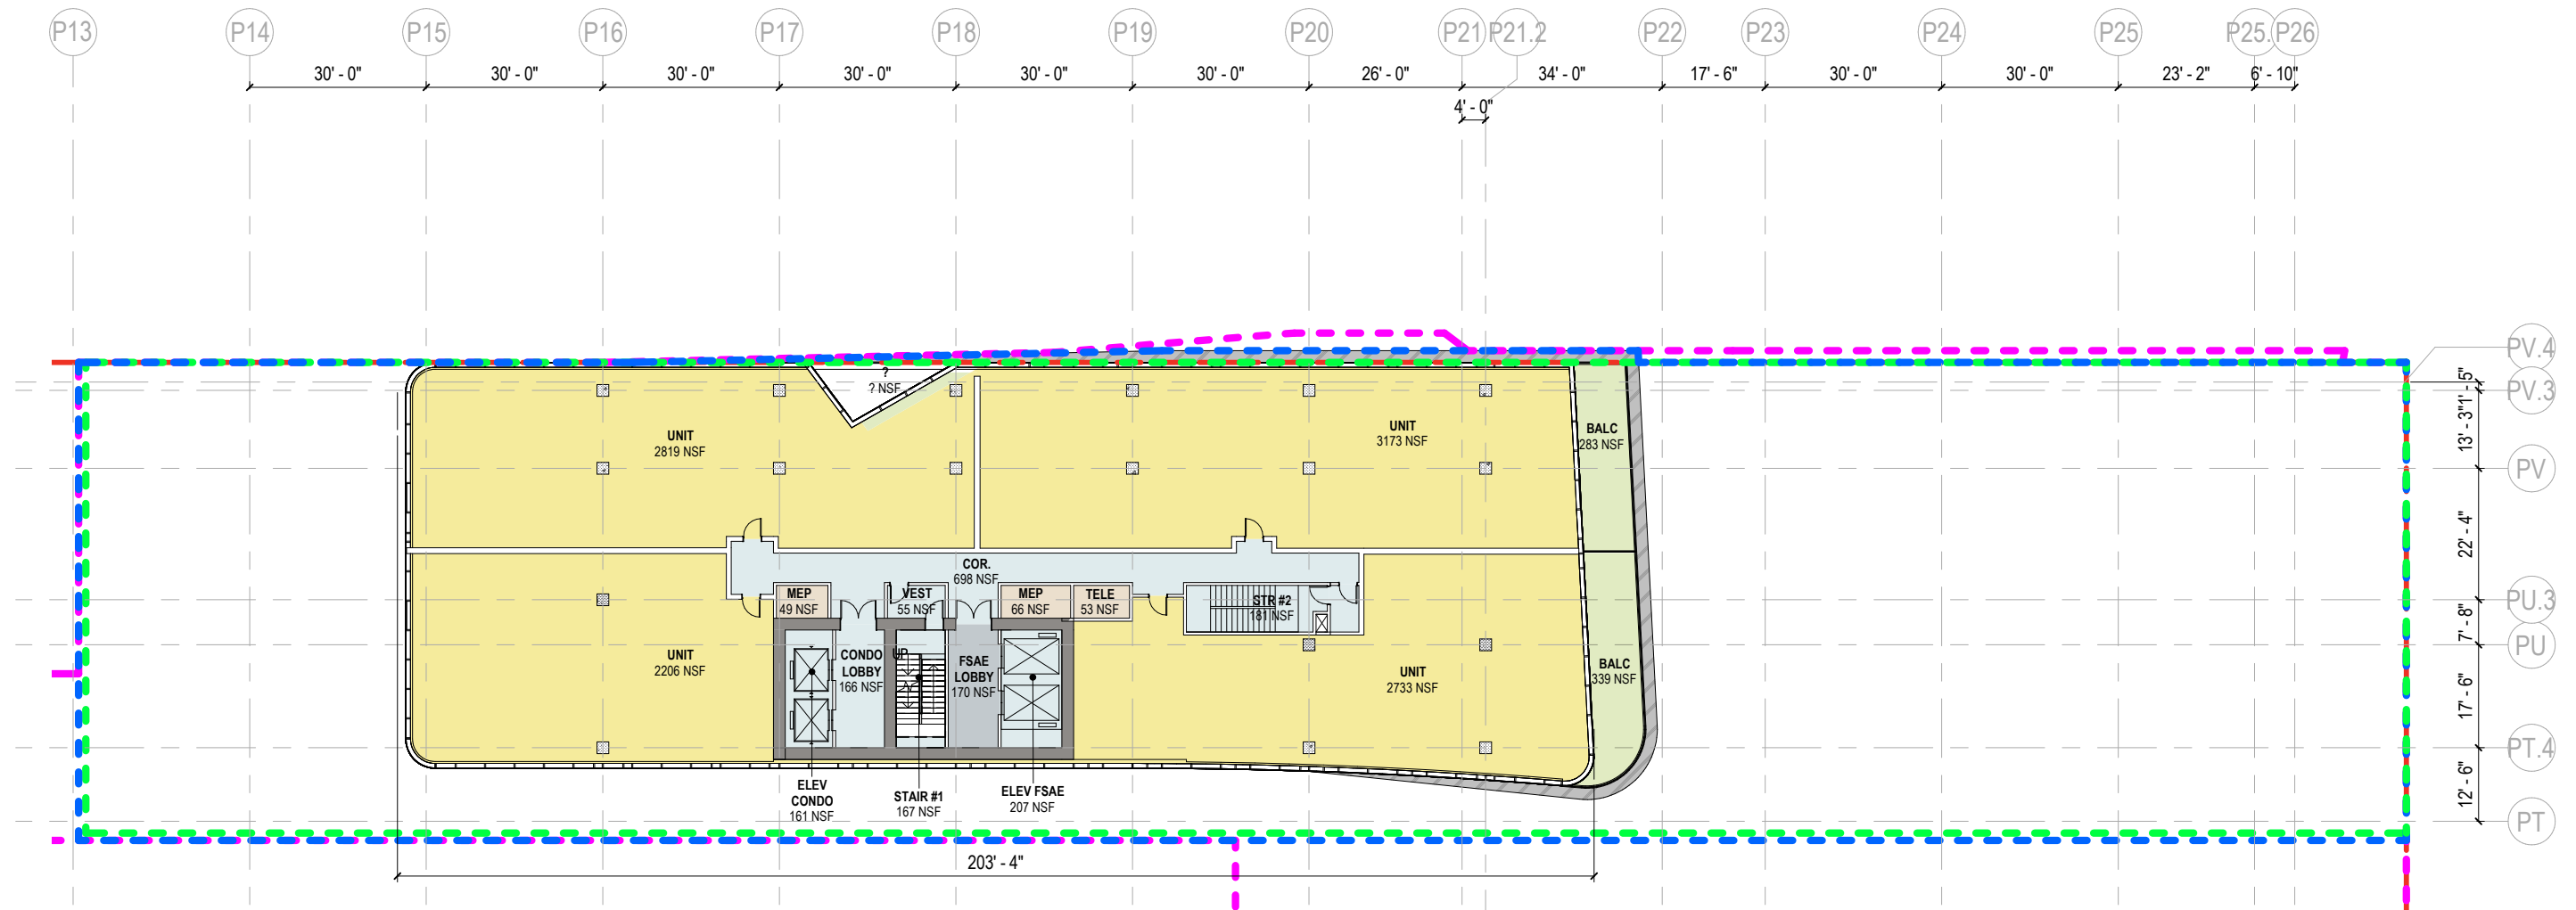 P13 P14 P15 P16 P17 P18 P19 P20 P21 P21.2 P22 P23 P24 P25 P25. P26
30' - 0" 30' - 0" 30' - 0" 30' - 0" 30' - 0" 30' - 0" 26' - 0" 34' - 0" 17' - 6" 30' - 0" 30' - 0" 23' - 2" 6' - 10"
4' - 0"
PV.4
PV.3
PV
PU.3
PU
PT.4
PT
1' - 5"
13' - 3"
22' - 4"
7' - 8"
17' - 6"
12' - 6"
?
? NSF
UNIT
2819 NSF
UNIT
3173 NSF
BALC
283 NSF
COR.
698 NSF
MEP
49 NSF
VEST
55 NSF
MEP
66 NSF
TELE
53 NSF
STR #2
181 NSF
UNIT
2206 NSF
CONDO
LOBBY
166 NSF
UP
FSAE
LOBBY
170 NSF
UNIT
2733 NSF
BALC
339 NSF
ELEV
CONDO
161 NSF
STAIR #1
167 NSF
ELEV FSAE
207 NSF
203' - 4"